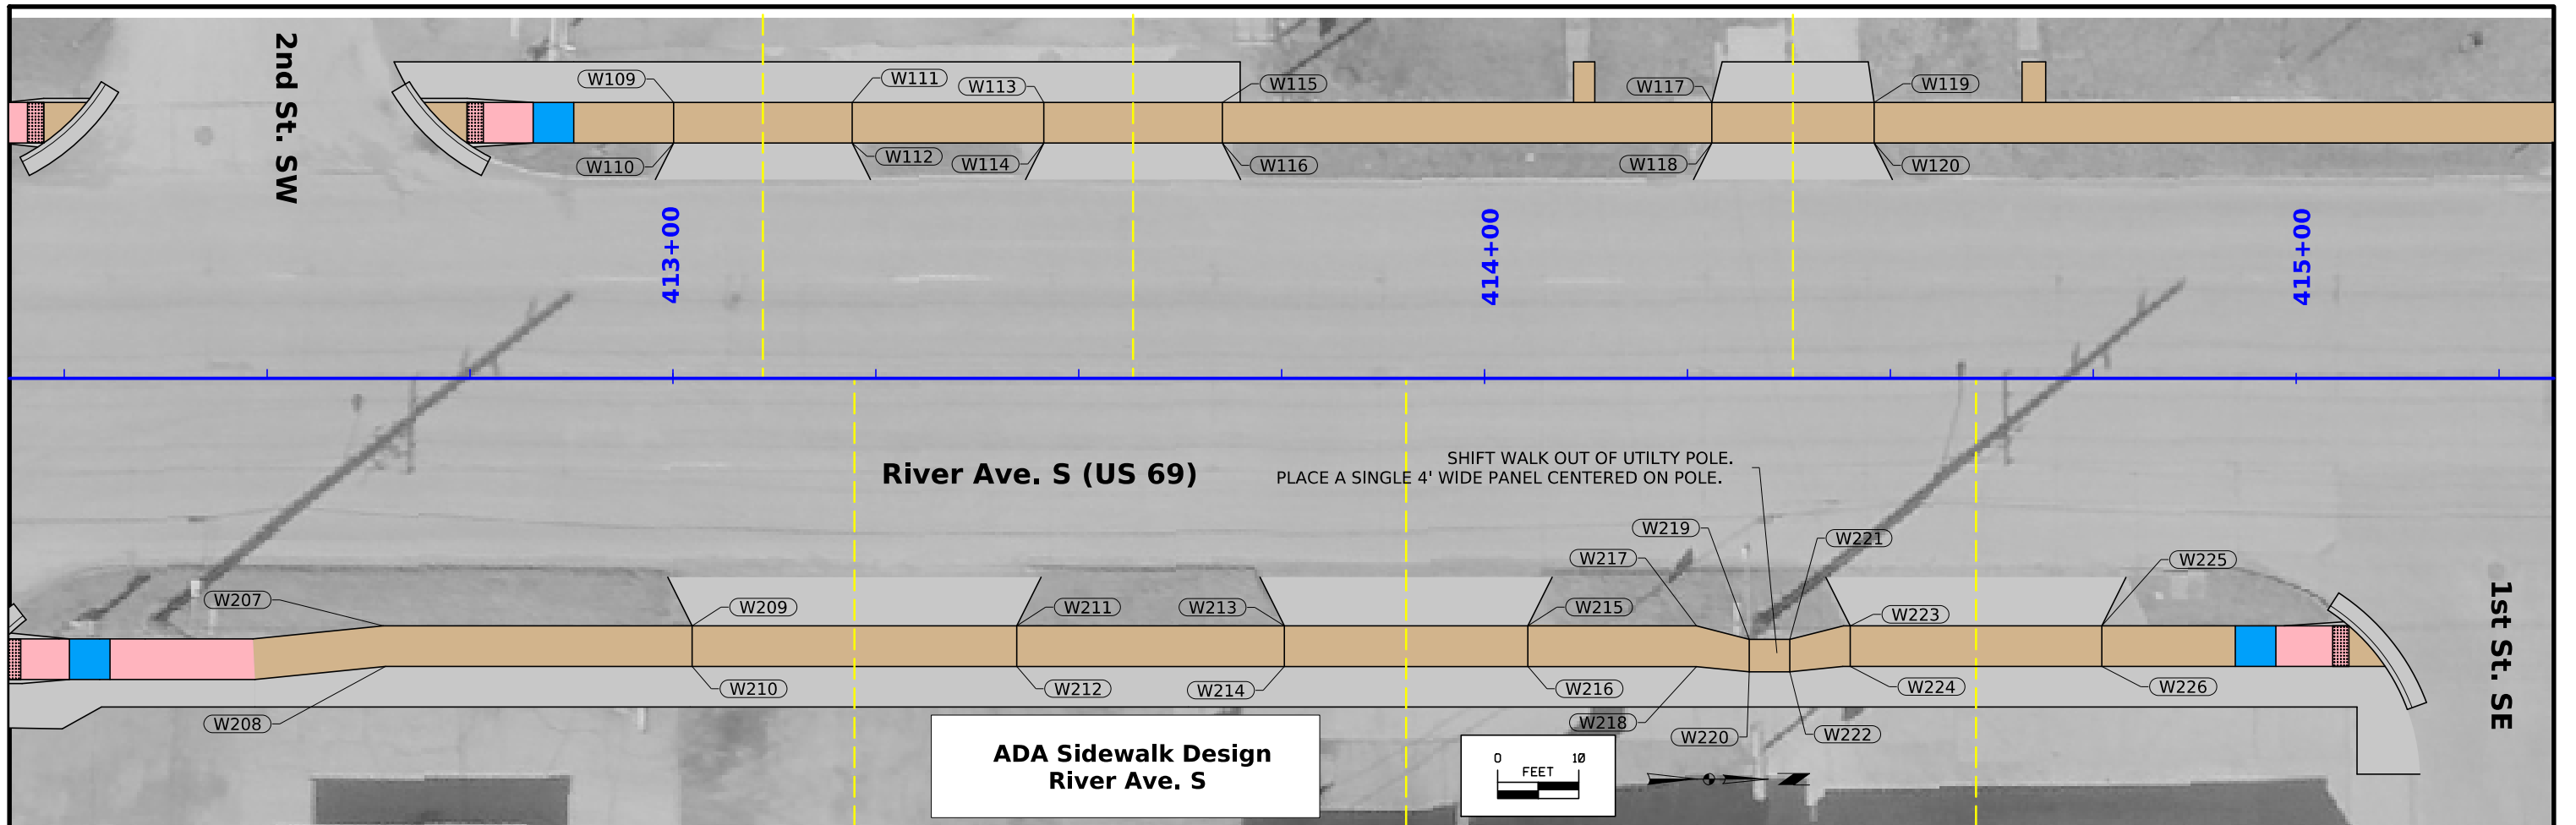 2nd St. SW
W109
W111
W113
W115
W117
W119
W110
W112
W114
W116
W118
W120
413+00
414+00
415+00
River Ave. S (US 69)
SHIFT WALK OUT OF UTILTY POLE.
PLACE A SINGLE 4' WIDE PANEL CENTERED ON POLE.
W219
W221
W217
W225
W207
W209
W211
W213
W215
W223
W210
W212
W214
W216
W224
W226
W208
W218
W220
W222
1st St. SE
ADA Sidewalk Design
River Ave. S
0 10
FEET